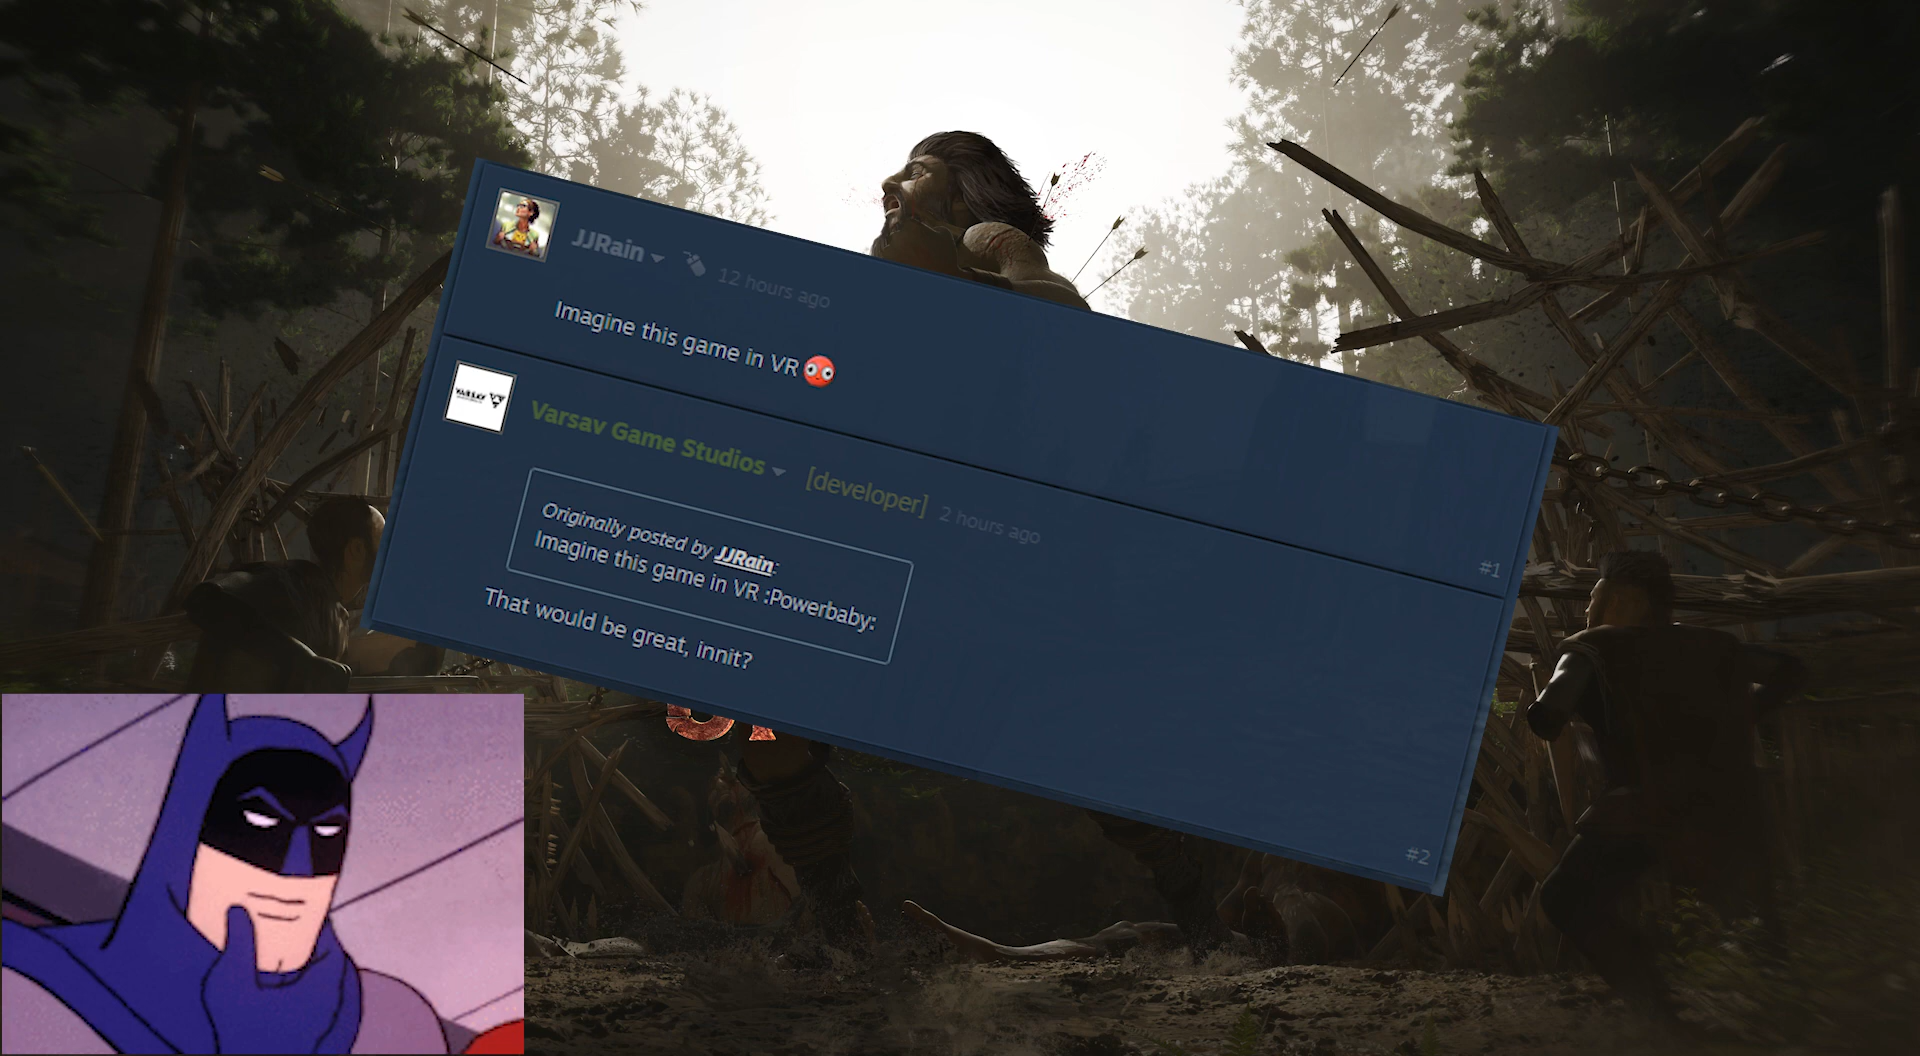 JJRain
12 hours ago
Imagine this game in VR
#1
VARSAV
Varsav Game Studios [developer] 2 hours ago
Originally posted by JJRain:
Imagine this game in VR :Powerbaby:
That would be great, innit?
#2